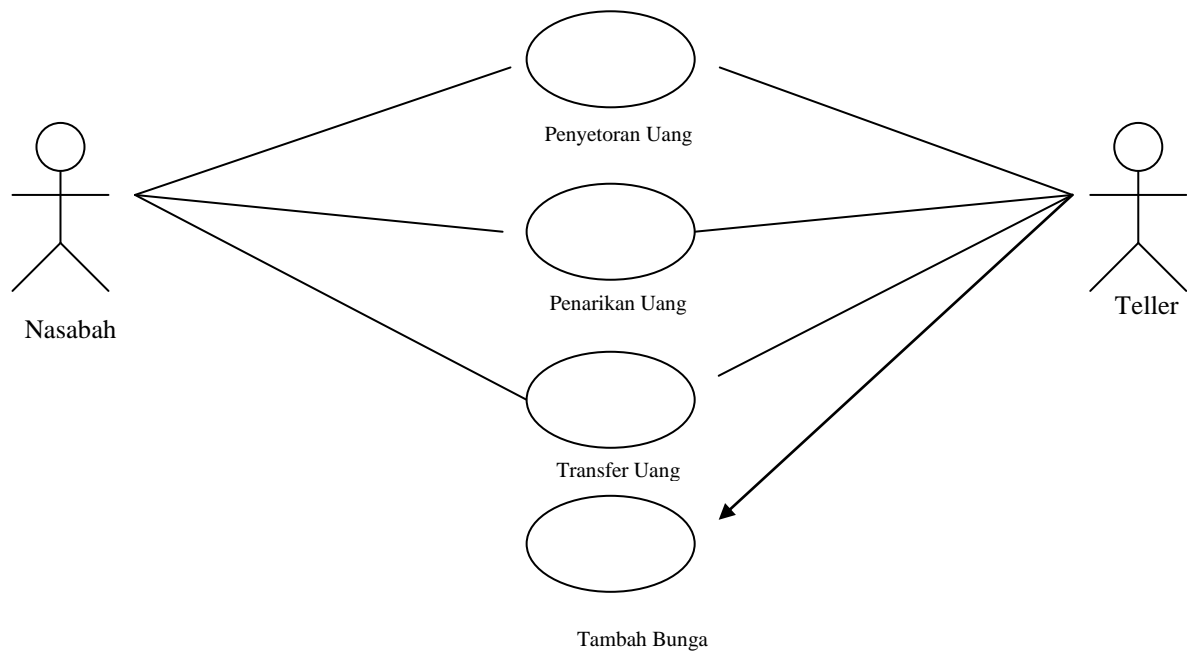 Penyetoran Uang
Penarikan Uang
Nasabah
Teller
Transfer Uang
Tambah Bunga